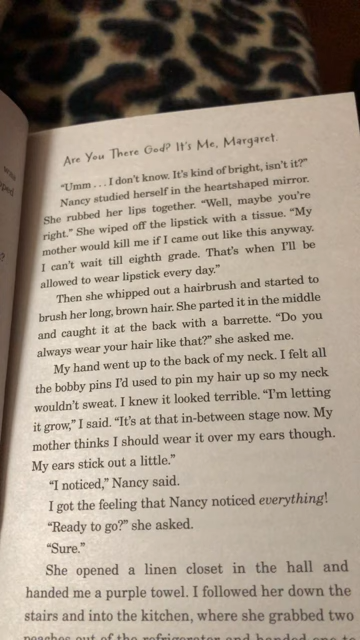 was
Are You There God? It's Me, Margaret.
"Umm . . . I don't know. It's kind of bright, isn't it?"
Nancy studied herself in the heartshaped mirror.
She rubbed her lips together. "Well, maybe you're
right." She wiped off the lipstick with a tissue. "My
mother would kill me if I came out like this anyway.
I can't wait till eighth grade. That's when I'll be
allowed to wear lipstick every day."
Then she whipped out a hairbrush and started to
brush her long, brown hair. She parted it in the middle
and caught it at the back with a barrette. "Do you
always wear your hair like that?" she asked me.
My hand went up to the back of my neck. I felt all
the bobby pins I'd used to pin my hair up so my neck
wouldn't sweat. I knew it looked terrible. "I'm letting
it grow," I said. "It's at that in-between stage now. My
mother thinks I should wear it over my ears though.
My ears stick out a little."
"I noticed," Nancy said.
I got the feeling that Nancy noticed everything!
"Ready to go?" she asked.
"Sure."
She opened a linen closet in the hall and
handed me a purple towel. I followed her down the
stairs and into the kitchen, where she grabbed two
peaches out of the refrigerator and handed one